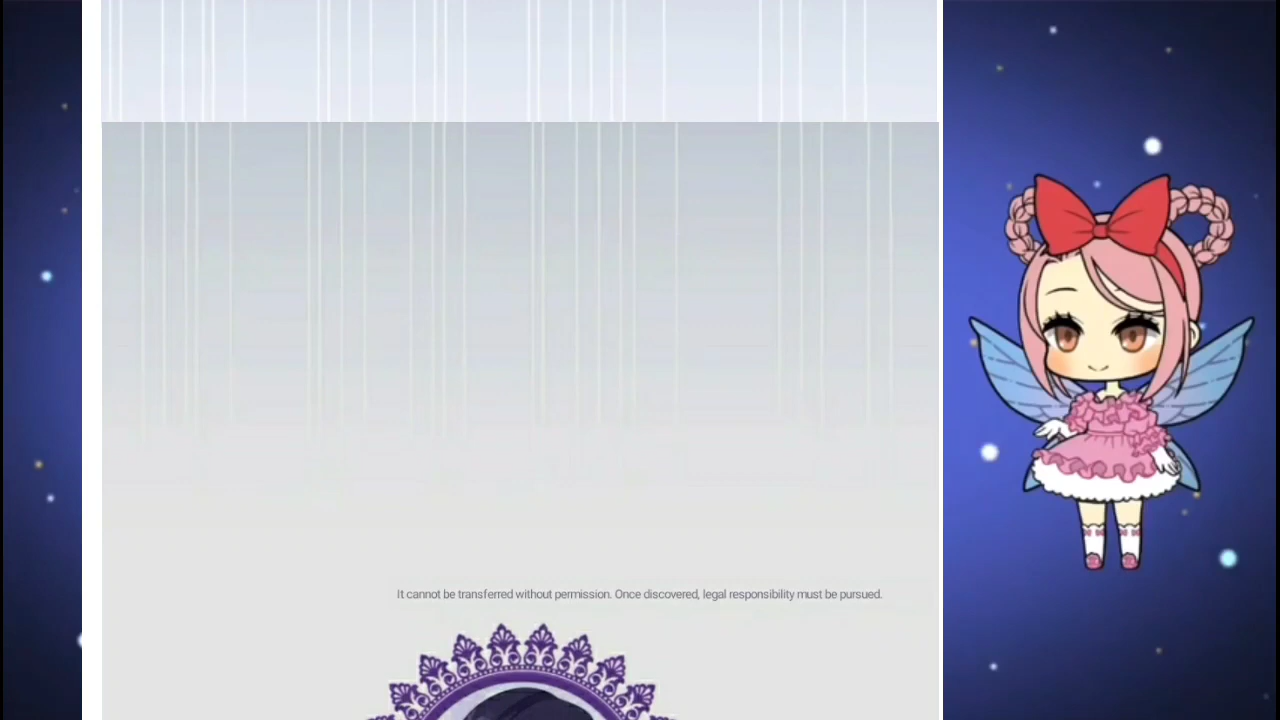 It cannot be transferred without permission. Once discovered, legal responsibility must be pursued.